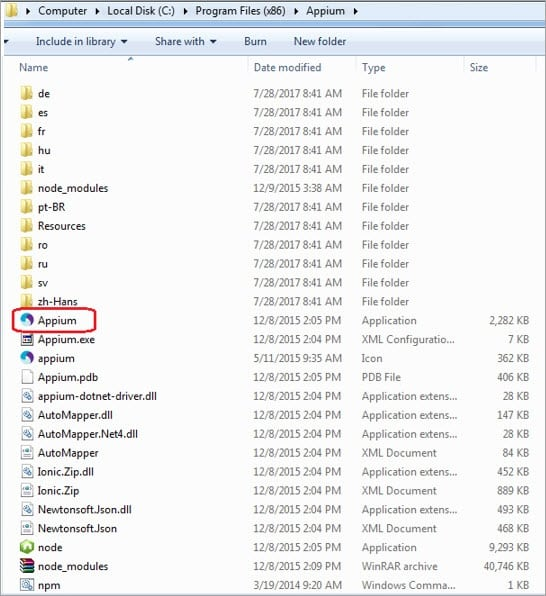 Computer Local Disk (C:) Program Files (x86) Appium
Include in library Share with Burn New folder
Name Date modified Type Size
de 7/28/2017 8:41 AM File folder
es 7/28/2017 8:41 AM File folder
fr 7/28/2017 8:41 AM File folder
hu 7/28/2017 8:41 AM File folder
it 7/28/2017 8:41 AM File folder
node_modules 12/9/2015 3:38 AM File folder
pt-BR 7/28/2017 8:41 AM File folder
Resources 7/28/2017 8:41 AM File folder
ro 7/28/2017 8:41 AM File folder
ru 7/28/2017 8:41 AM File folder
sv 7/28/2017 8:41 AM File folder
zh-Hans 7/28/2017 8:41 AM File folder
Appium 12/8/2015 2:05 PM Application 2,282 KB
Appium.exe 12/8/2015 2:04 PM XML Configuratio... 7 KB
appium 5/11/2015 9:35 AM Icon 362 KB
Appium.pdb 12/8/2015 2:05 PM PDB File 406 KB
appium-dotnet-driver.dll 12/8/2015 2:04 PM Application extens... 28 KB
AutoMapper.dll 12/8/2015 2:04 PM Application extens... 147 KB
AutoMapper.Net4.dll 12/8/2015 2:04 PM Application extens... 28 KB
AutoMapper 12/8/2015 2:04 PM XML Document 84 KB
Ionic.Zip.dll 12/8/2015 2:04 PM Application extens... 452 KB
Ionic.Zip 12/8/2015 2:04 PM XML Document 889 KB
Newtonsoft.Json.dll 12/8/2015 2:04 PM Application extens... 430 KB
Newtonsoft.Json 12/8/2015 2:04 PM XML Document 468 KB
node 12/8/2015 2:05 PM Application 9,293 KB
node_modules 12/8/2015 2:09 PM WinRAR archive 40,746 KB
npm 3/19/2014 9:20 AM Windows Comma... 1 KB